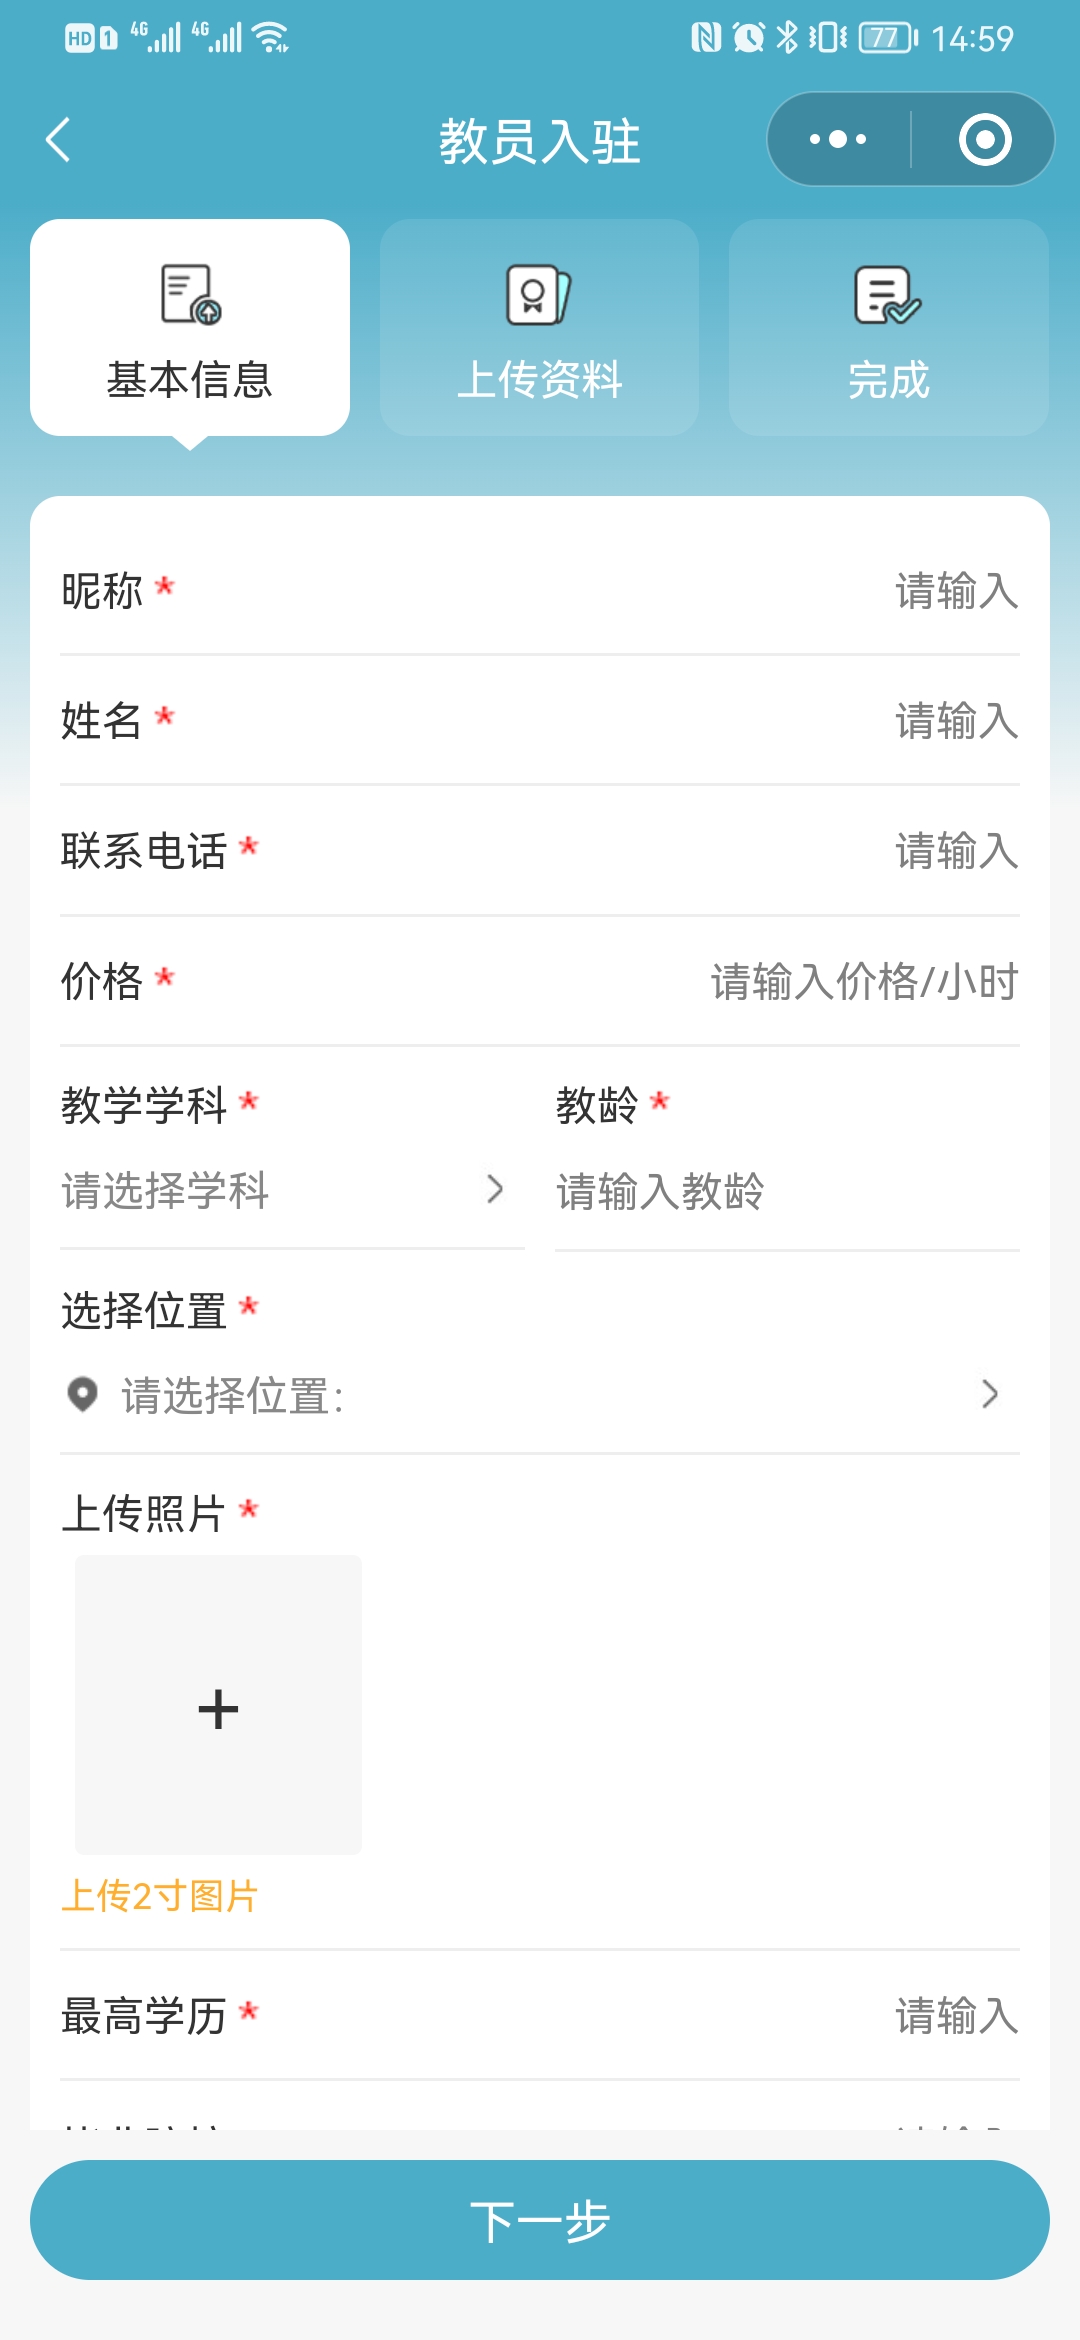 HD 1 4G 4G 77 14:59
教员入驻
基本信息 上传资料 完成
昵称 * 请输入
姓名 * 请输入
联系电话 * 请输入
价格 * 请输入价格/小时
教学学科 * 教龄 *
请选择学科 请输入教龄
选择位置 *
请选择位置:
上传照片 *
+
上传2寸图片
最高学历 * 请输入
下一步